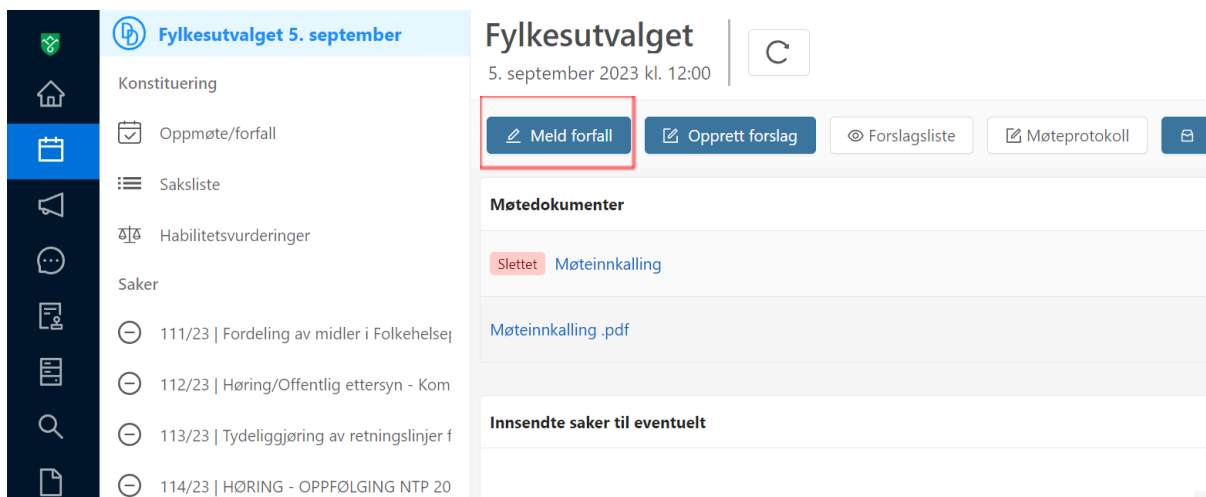 Fylkesutvalget 5. september
Konstituering
Oppmøte/forfall
Saksliste
Habilitetsvurderinger
Saker
111/23 | Fordeling av midler i
112/23 | Høring/Offentlig ettersyn - Kom
113/23 | Tydeliggjøring av retningslinjer f
114/23 | HØRING - OPPFØLGING NTP 20
Fylkesutvalget
5. september 2023 kl. 12:00
Meld forfall Opprett forslag Forslagsliste Møteprotokoll
Møtedokumenter
Slettet Møteinnkalling
Møteinnkalling .pdf
Innsendte saker til eventuelt